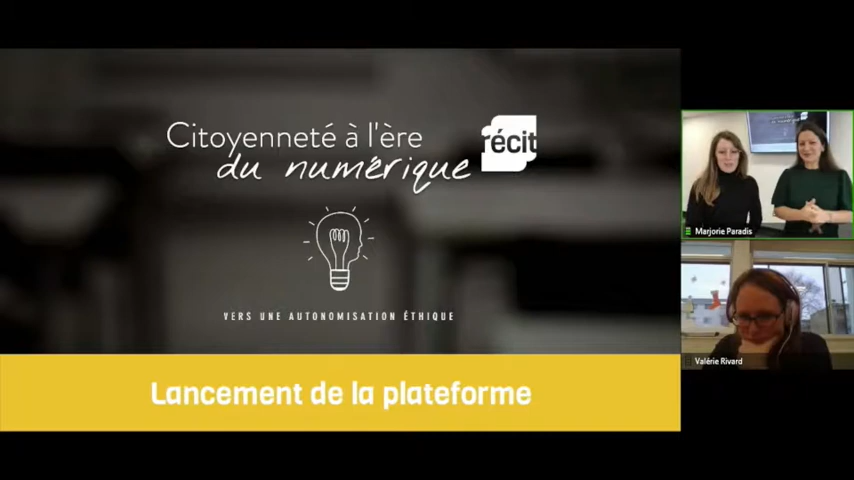 Citoyenneté à l'ère
du numérique
récit
VERS UNE AUTONOMISATION ÉTHIQUE
Lancement de la plateforme
Marjorie Paradis
Valérie Rivard